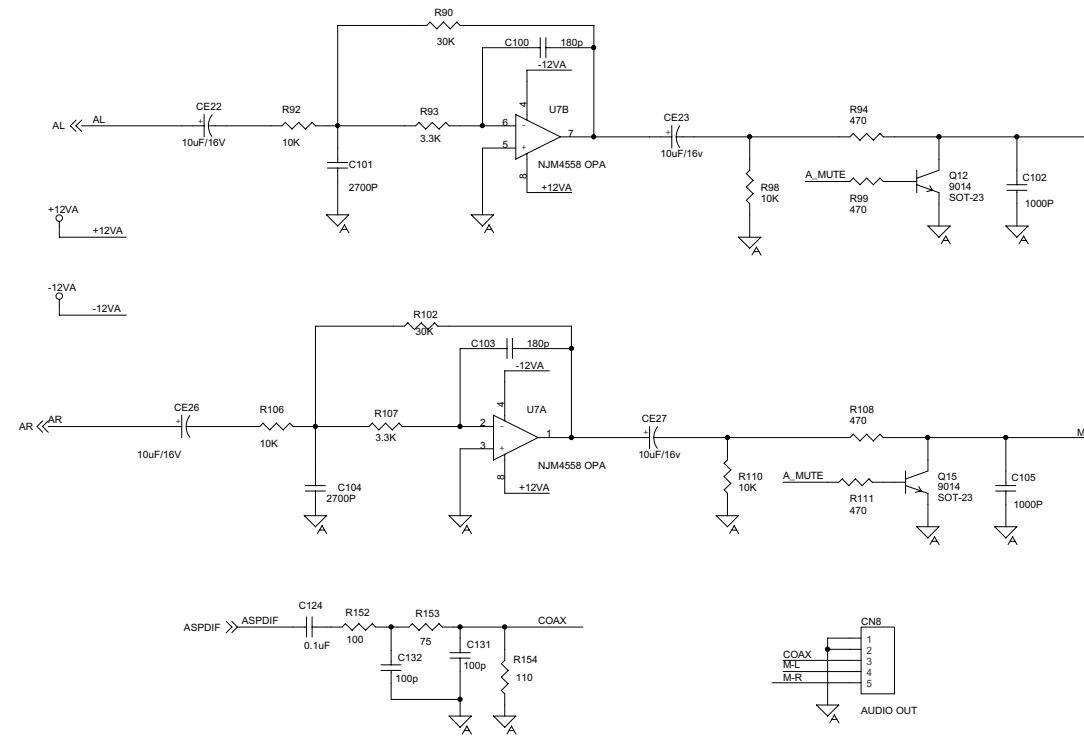 R90
30K
C100 180p
-12VA
4
U7B
CE22
R92
R93
6 -
7
5 +
AL AL
+
10uF/16V
10K
3.3K
NJM4558 OPA
8
+12VA
C101
2700P
A
CE23
+
10uF/16v
R94
470
R98
10K
A
A_MUTE
R99
470
Q12
9014
SOT-23
A
C102
1000P
A
A
+12VA
+12VA
-12VA
-12VA
R102
30K
C103 180p
-12VA
4
U7A
CE26
R106
R107
2 -
1
3 +
AR AR
+
10uF/16V
10K
3.3K
NJM4558 OPA
8
+12VA
C104
2700P
A
A
CE27
+
10uF/16v
R108
470
M
R110
10K
A
A_MUTE
R111
470
Q15
9014
SOT-23
A
C105
1000P
A
ASPDIF ASPDIF
C124
0.1uF
R152
100
R153
75
COAX
C132
100p
C131
100p
R154
110
A
A
CN8
1
2
COAX 3
M-L 4
M-R 5
A
AUDIO OUT